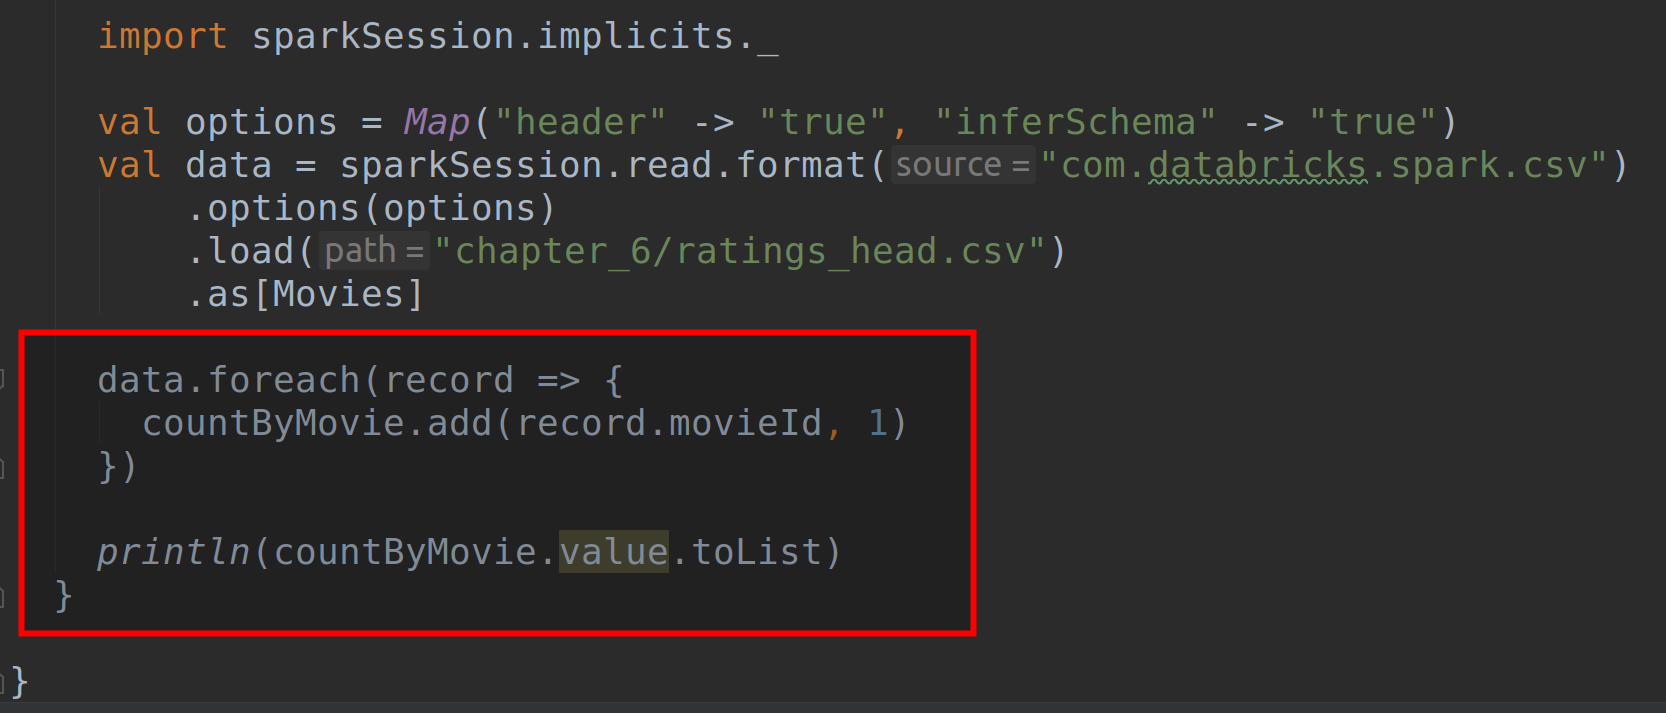 import sparkSession.implicits._
val options = Map("header" -> "true", "inferSchema" -> "true")
val data = sparkSession.read.format( source = "com.databricks.spark.csv")
.options(options)
.load( path = "chapter_6/ratings_head.csv")
.as[Movies]
data.foreach(record => {
countByMovie.add(record.movieId, 1)
})
println(countByMovie.value.toList)
}
}